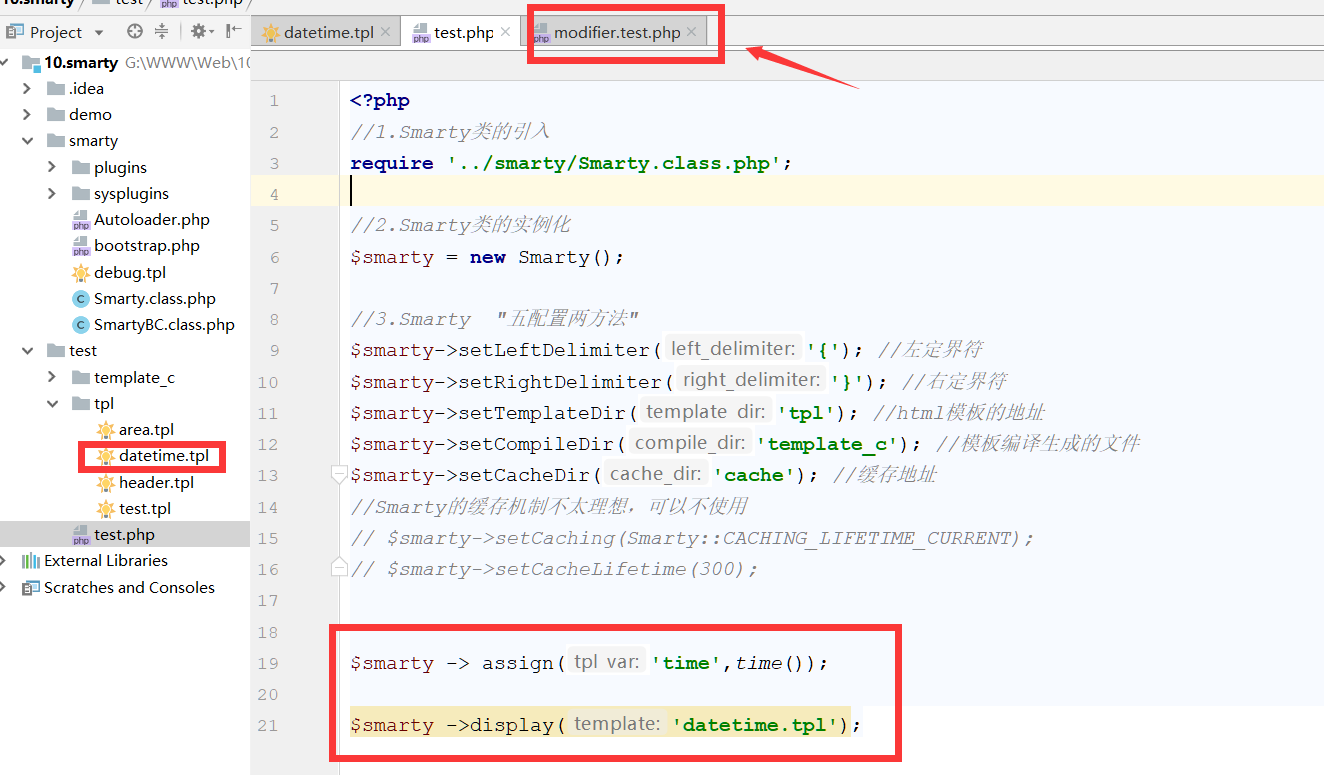 10.smarty test test.php
Project
datetime.tpl
test.php
modifier.test.php
10.smarty G:\WWW\Web\10
.idea
demo
smarty
plugins
sysplugins
Autoloader.php
bootstrap.php
debug.tpl
Smarty.class.php
SmartyBC.class.php
test
template_c
tpl
area.tpl
datetime.tpl
header.tpl
test.tpl
test.php
External Libraries
Scratches and Consoles
1 <?php
2 //1.Smarty类的引入
3 require '../smarty/Smarty.class.php';
4
5 //2.Smarty类的实例化
6 $smarty = new Smarty();
7
8 //3.Smarty "五配置两方法"
9 $smarty->setLeftDelimiter( left_delimiter: '{'); //左定界符
10 $smarty->setRightDelimiter( right_delimiter: '}'); //右定界符
11 $smarty->setTemplateDir( template_dir: 'tpl'); //html模板的地址
12 $smarty->setCompileDir( compile_dir: 'template_c'); //模板编译生成的文件
13 $smarty->setCacheDir( cache_dir: 'cache'); //缓存地址
14 //Smarty的缓存机制不太理想，可以不使用
15 // $smarty->setCaching(Smarty::CACHING_LIFETIME_CURRENT);
16 // $smarty->setCacheLifetime(300);
17
18
19 $smarty -> assign( tpl_var: 'time',time());
20
21 $smarty ->display( template: 'datetime.tpl');